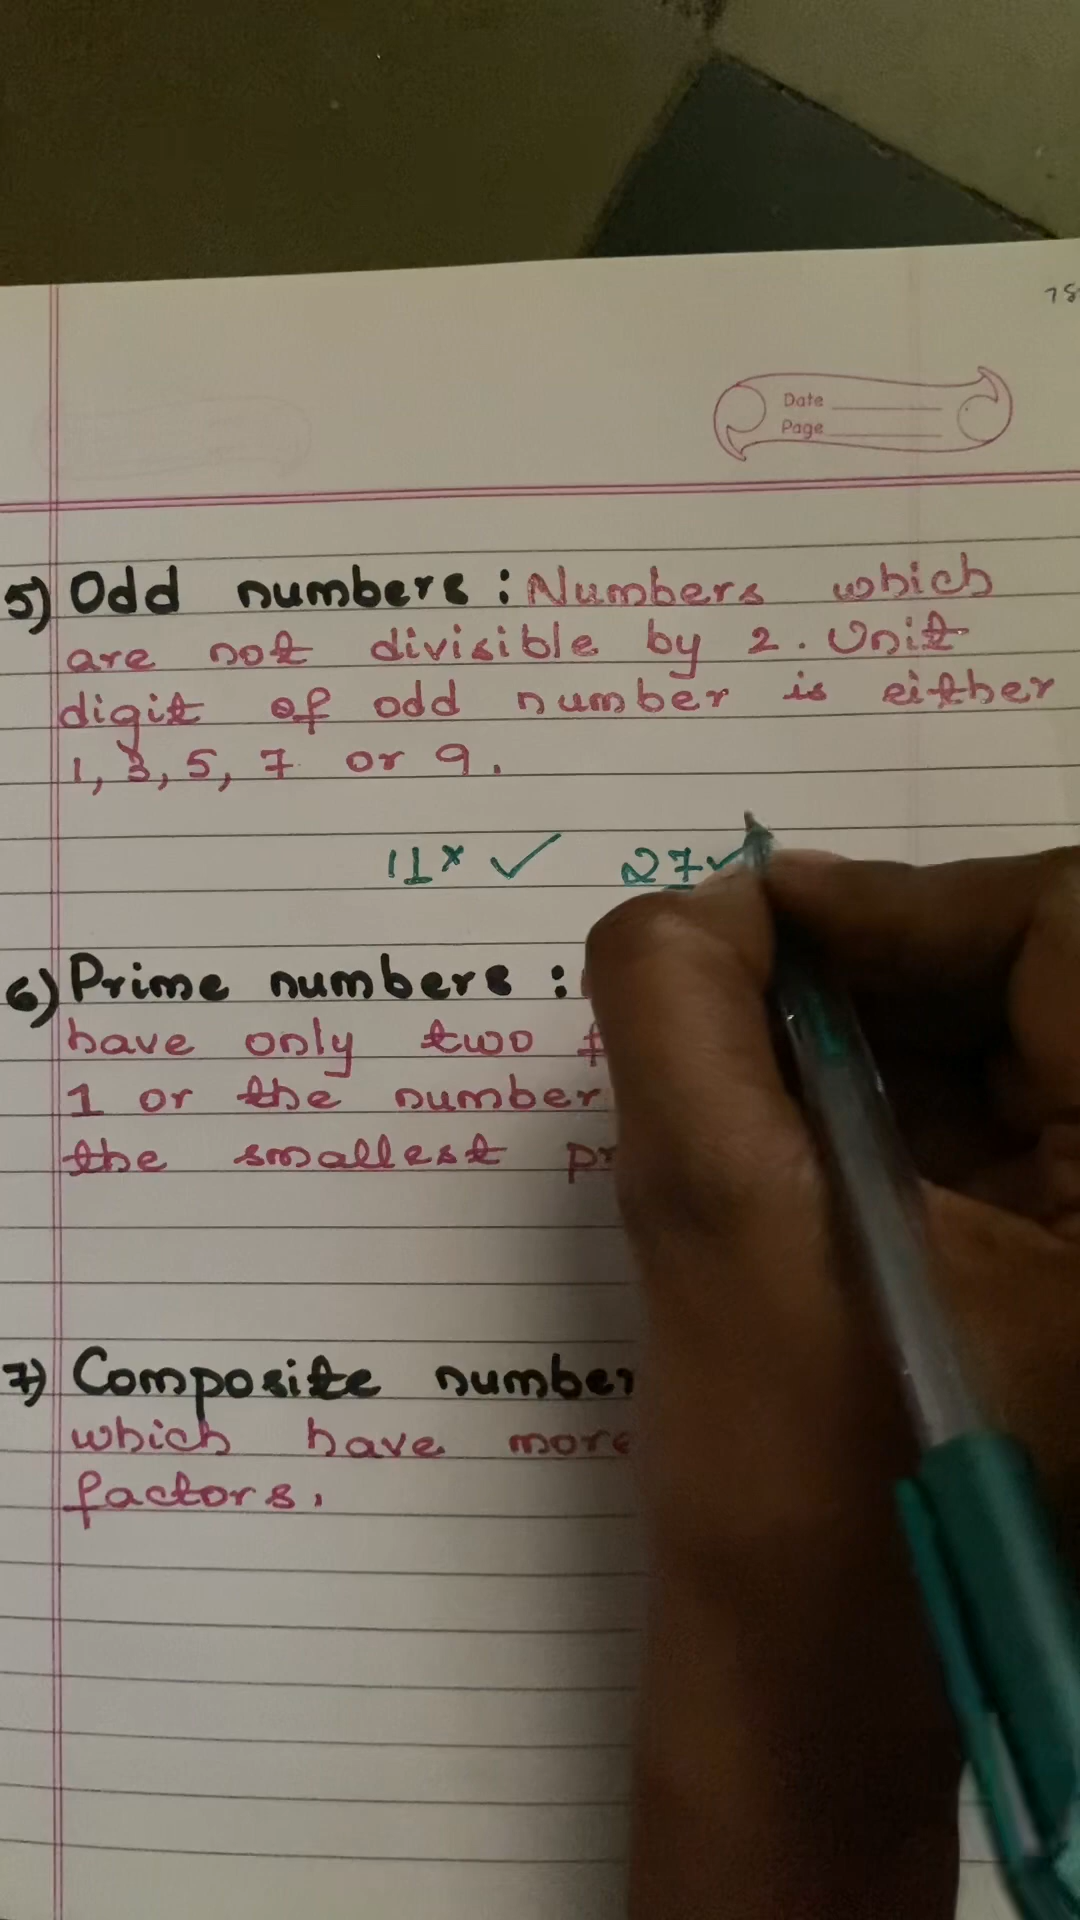 78
Date
Page
5) Odd numbers : Numbers which
are not divisible by 2. Unit
digit of odd number is either
1, 3, 5, 7 or 9.
11× ✓ 27✓
6) Prime numbers :
have only two
1 or the number
the smallest pr
7) Composite number
which have more
factors.